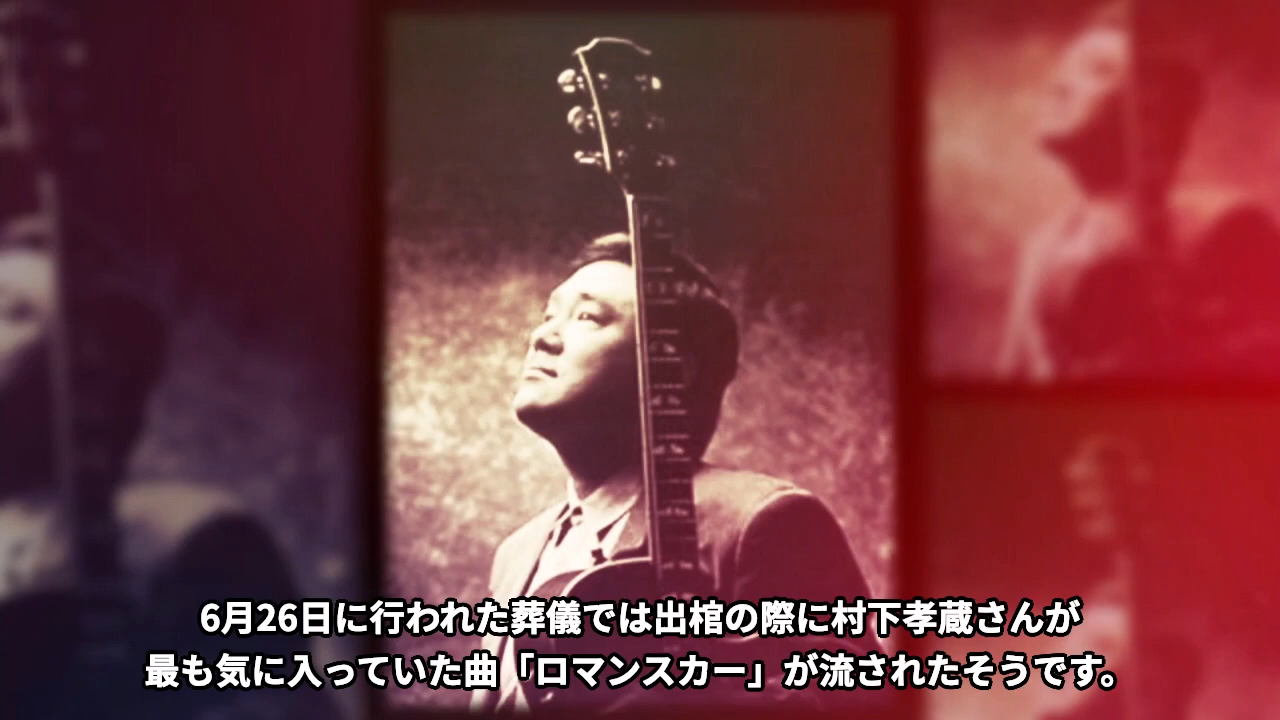 6月26日に行われた葬儀では出棺の際に村下孝蔵さんが
最も気に入っていた曲「ロマンスカー」が流されたそうです。